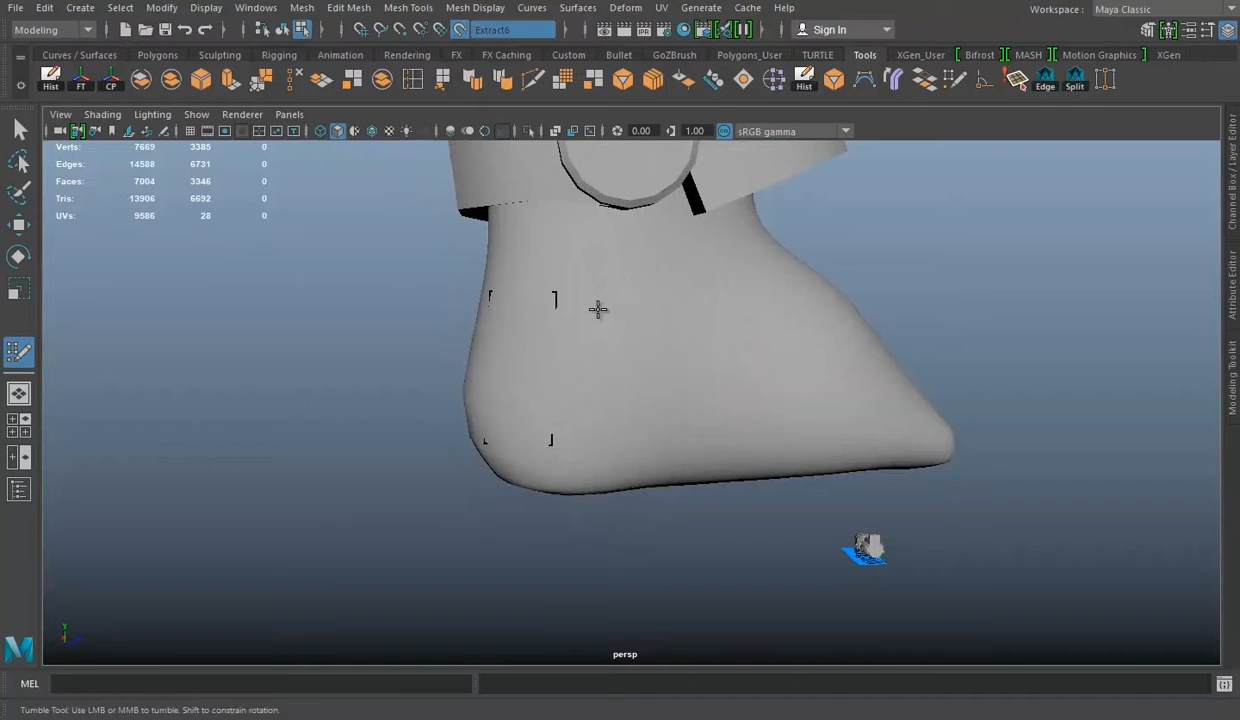 File Edit Create Select Modify Display Windows Mesh Edit Mesh Mesh Tools Mesh Display Curves Surfaces Deform UV Generate Cache Help Workspace : Maya Classic
Modeling Extract6 IPR Sign In
Curves / Surfaces Polygons Sculpting Rigging Animation Rendering FX FX Caching Custom Bullet GoZBrush Polygons_User TURTLE Tools XGen_User Bifrost MASH Motion Graphics XGen
Hist FT CP Hist Edge Split
View Shading Lighting Show Renderer Panels
0.00 1.00 sRGB gamma
Verts: 7669 3385 0
Edges: 14588 6731 0
Faces: 7004 3346 0
Tris: 13906 6692 0
UVs: 9586 28 0
Channel Box / Layer Editor
Attribute Editor
Modeling Toolkit
y
persp
MEL
Tumble Tool: Use LMB or MMB to tumble. Shift to constrain rotation.